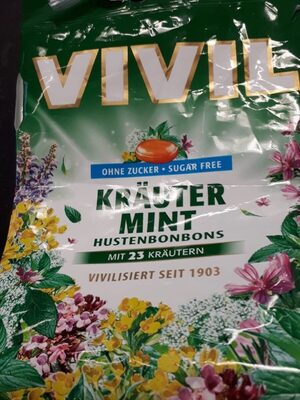 VIVIL
OHNE ZUCKER • SUGAR FREE
KRÄUTER
MINT
HUSTENBONBONS
MIT 23 KRÄUTERN
VIVILISIERT SEIT 1903